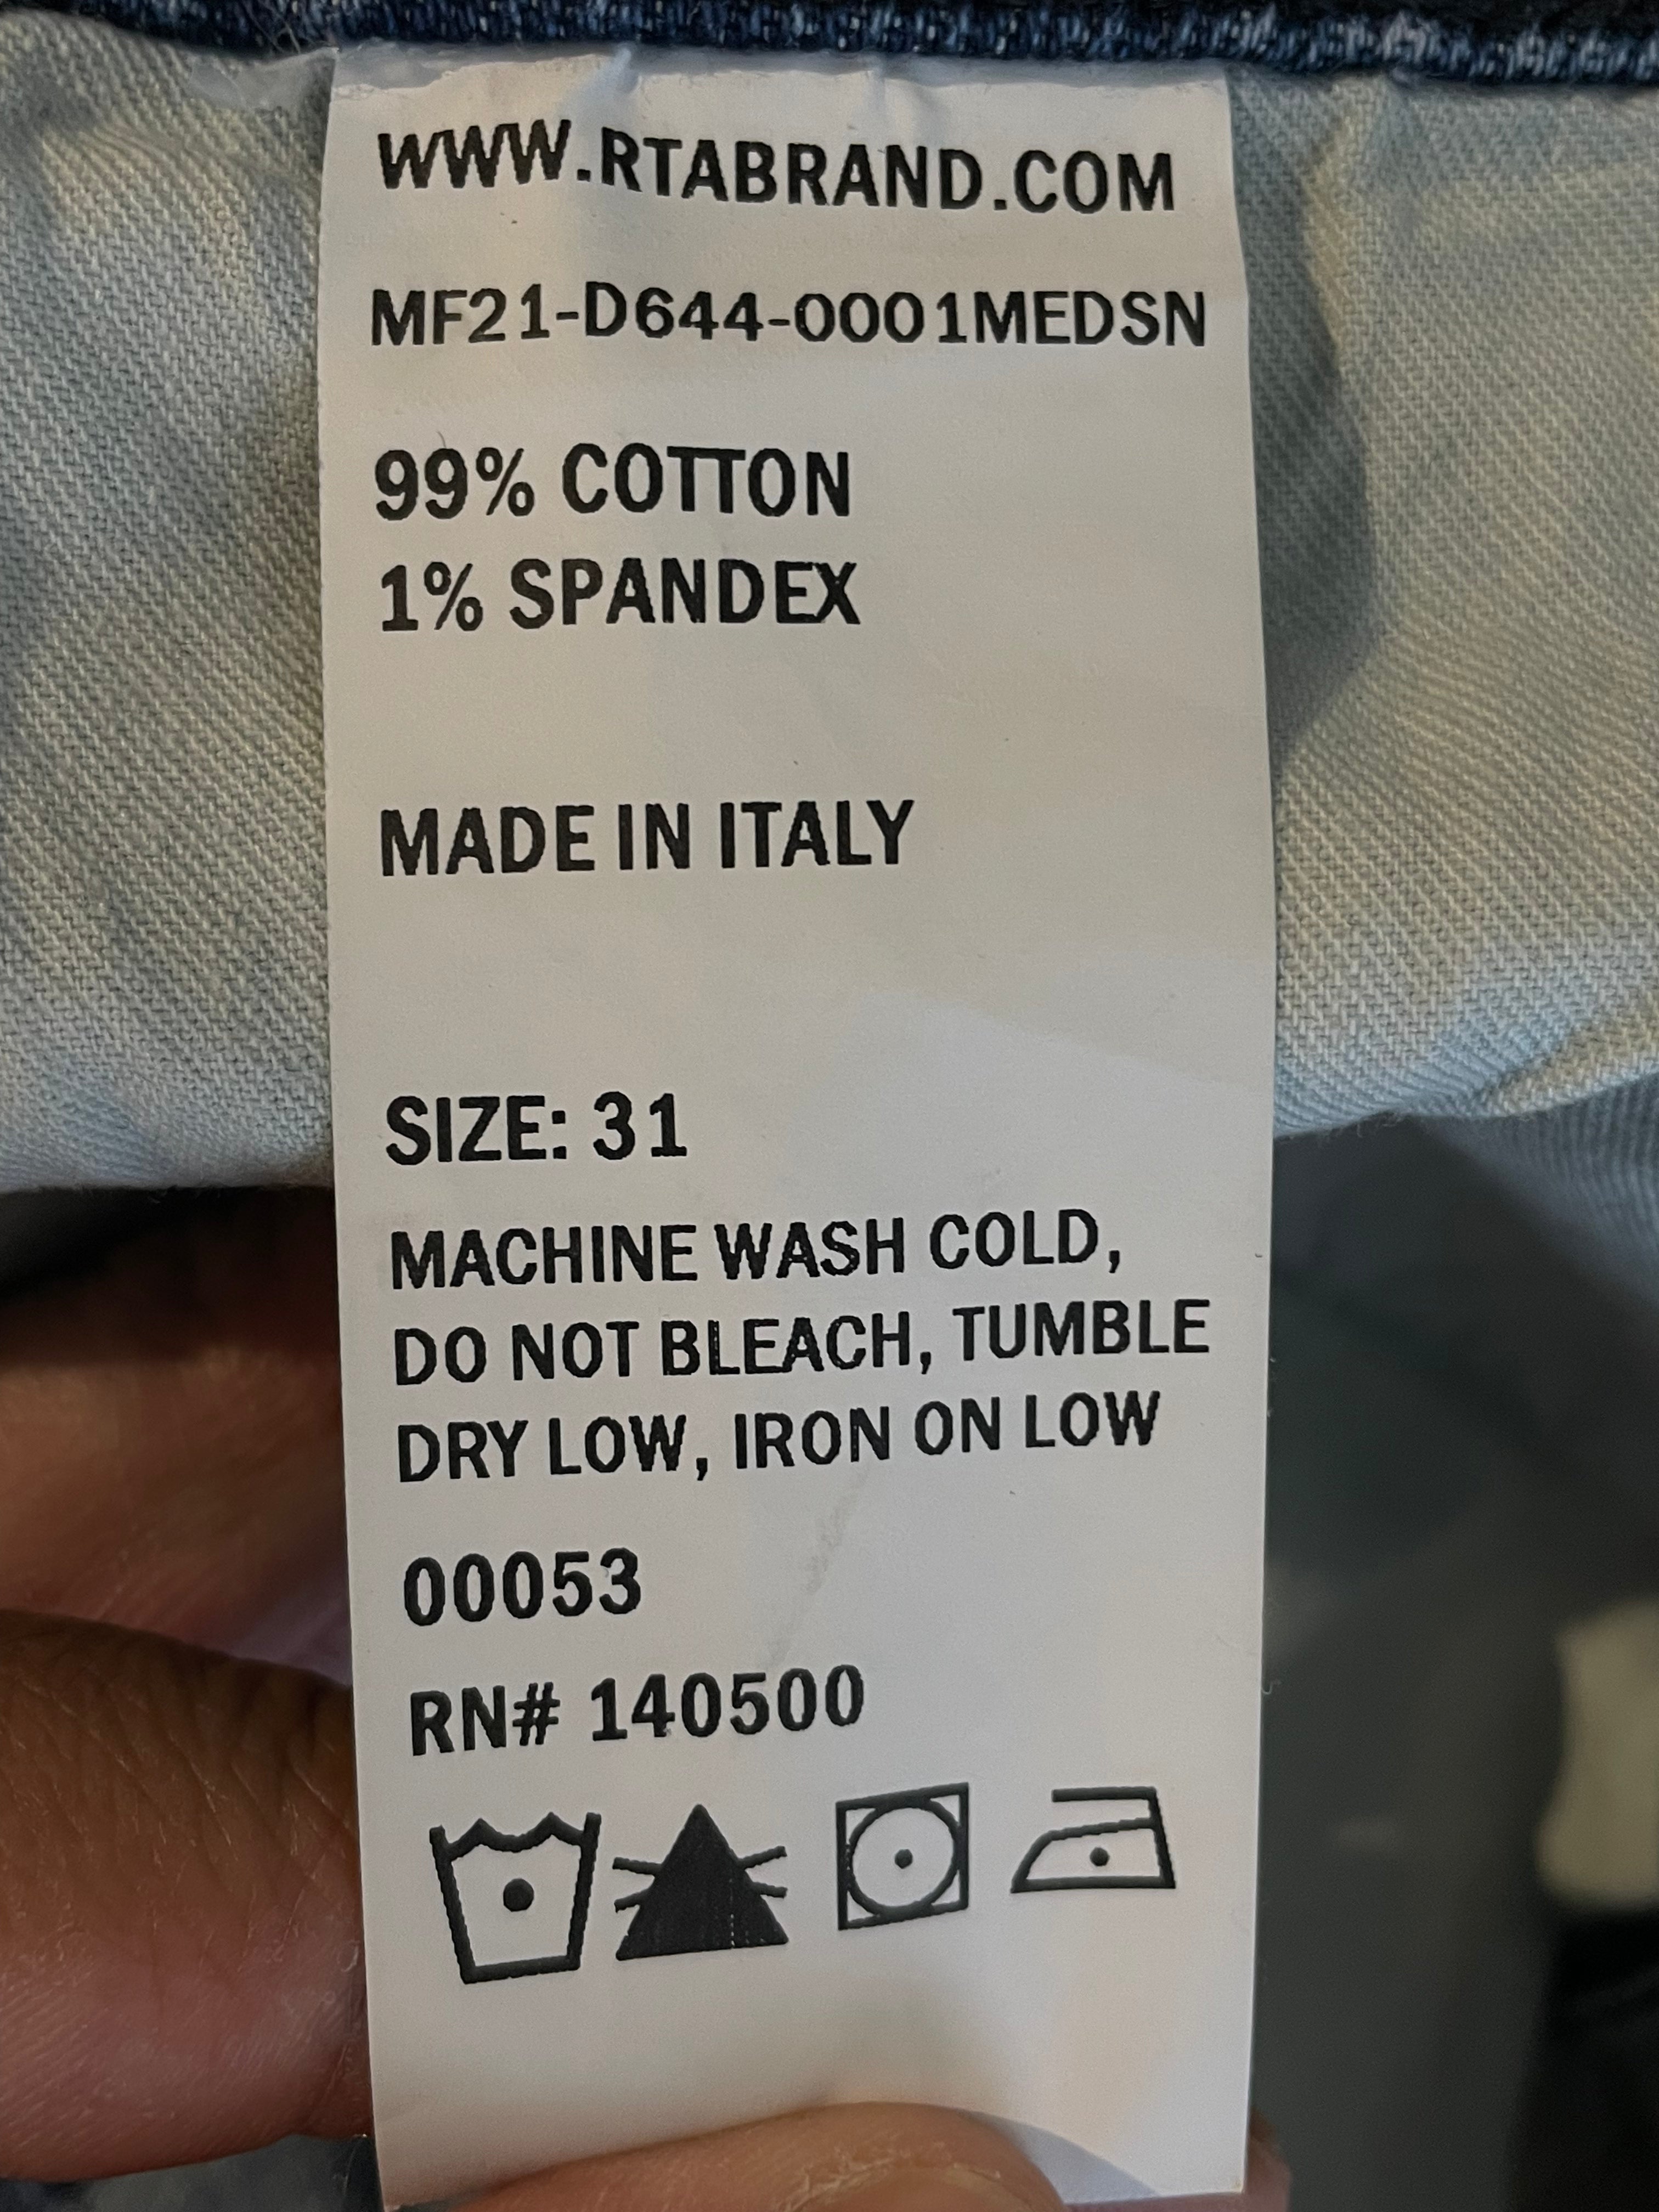 WWW.RTABRAND.COM
MF21-D644-0001MEDSN
99% COTTON
1% SPANDEX
MADE IN ITALY
SIZE: 31
MACHINE WASH COLD,
DO NOT BLEACH, TUMBLE
DRY LOW, IRON ON LOW
00053
RN# 140500